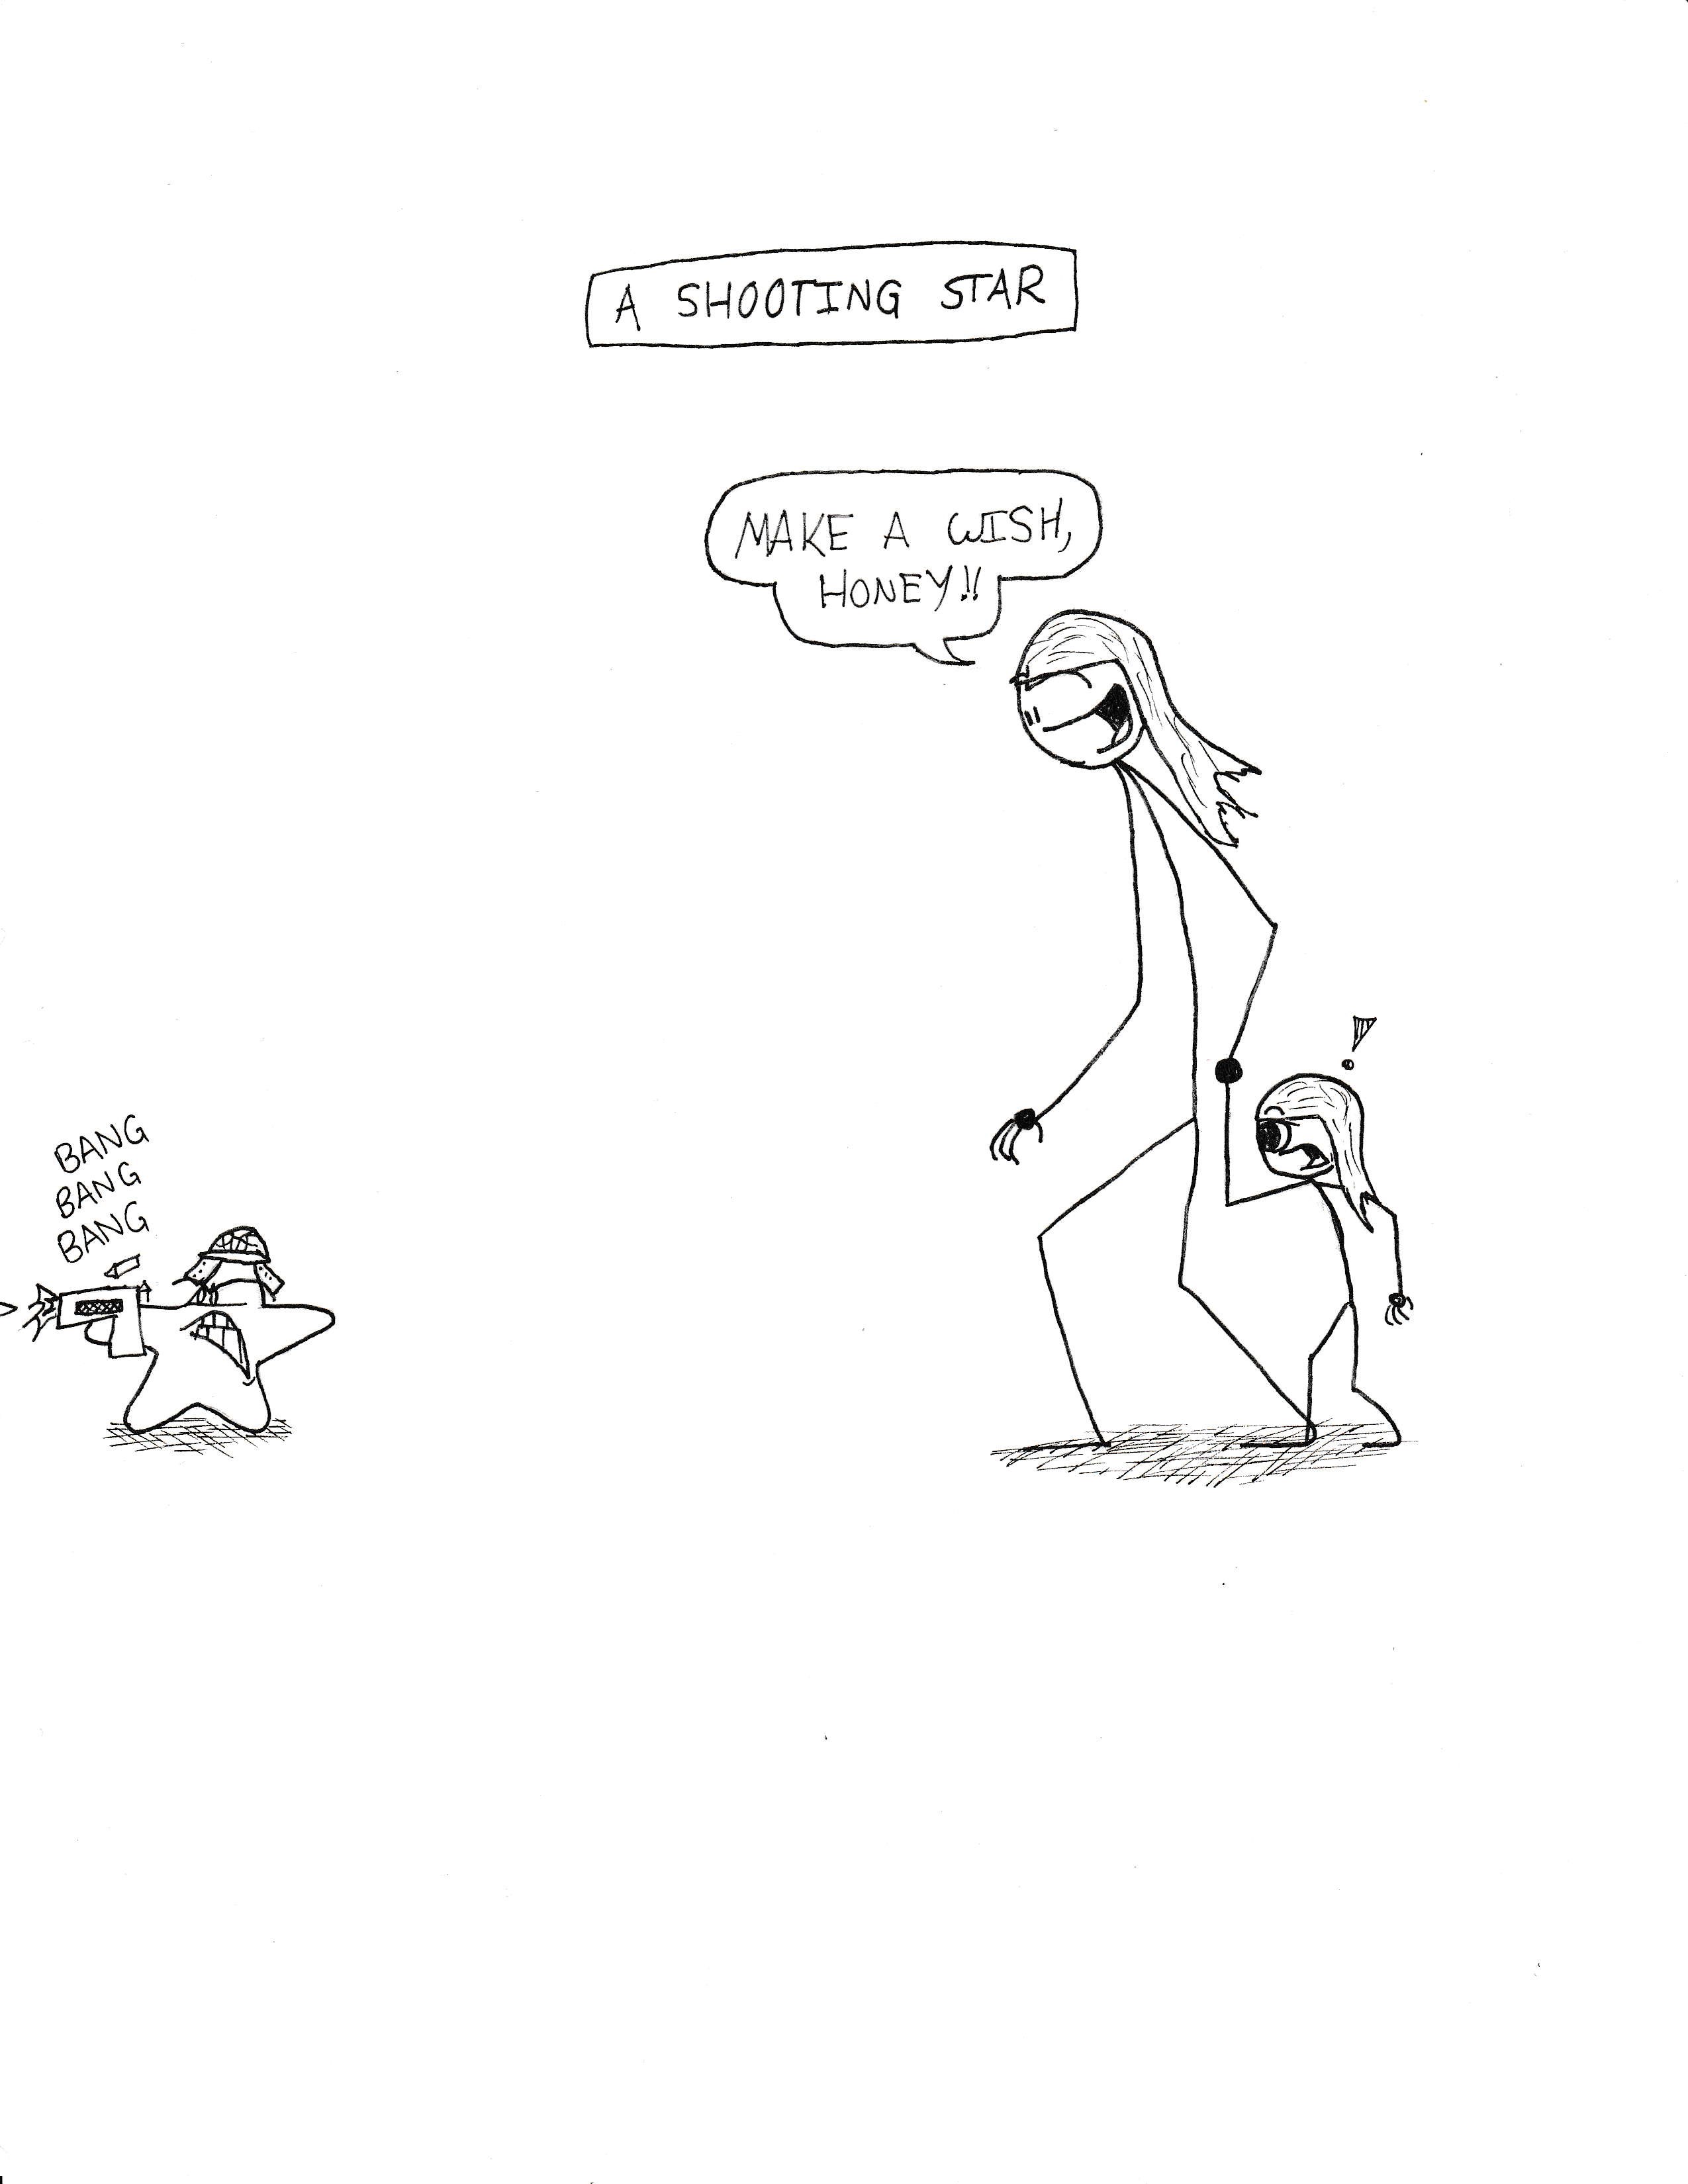 A SHOOTING STAR
MAKE A WISH,
HONEY!!
!
BANG
BANG
BANG